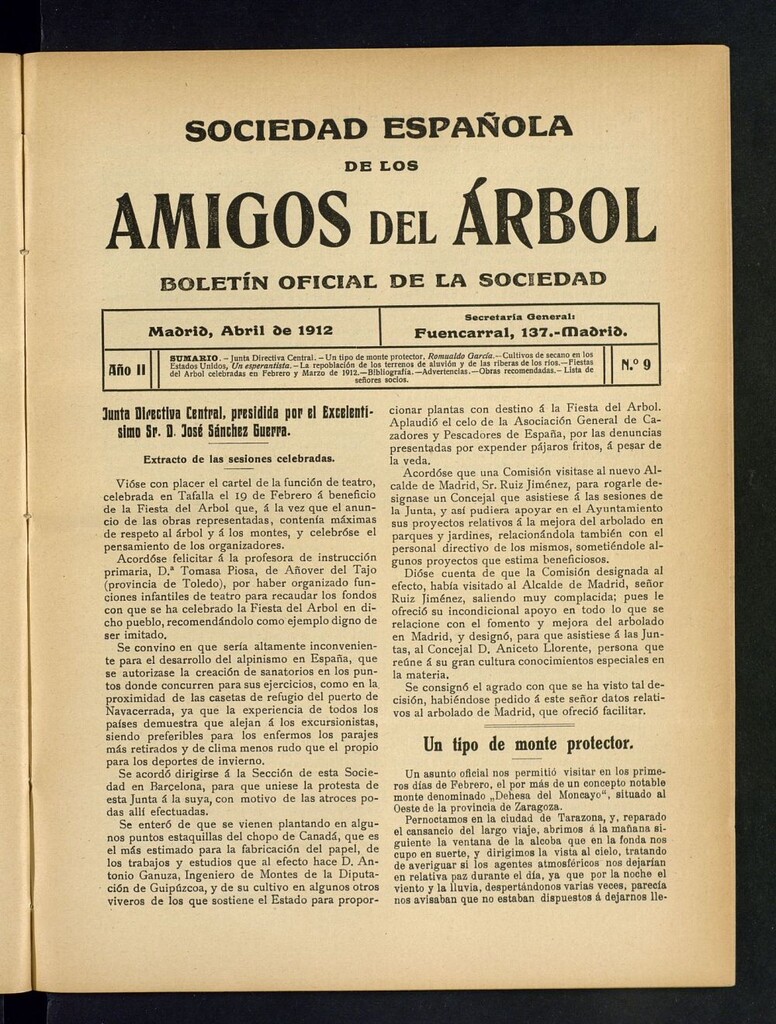 SOCIEDAD ESPAÑOLA
DE LOS
AMIGOS DEL ÁRBOL
BOLETÍN OFICIAL DE LA SOCIEDAD
Madrid, Abril de 1912
Secretaría General:
Fuencarral, 137.-Madrid.
Año II
SUMARIO. – Junta Directiva Central. – Un tipo de monte protector, Romualdo García.– Cultivos de secano en los
Estados Unidos, Un esperantista. – La repoblación de los terrenos de aluvión y de las riberas de los ríos.–Fiestas
del Arbol celebradas en Febrero y Marzo de 1912.–Bibliografía.–Advertencias.–Obras recomendadas.– Lista de
señores socios.
N.º 9
Junta Directiva Central, presidida por el Excelentí-
simo Sr. D. José Sánchez Guerra.
Extracto de las sesiones celebradas.
Vióse con placer el cartel de la función de teatro,
celebrada en Tafalla el 19 de Febrero á beneficio
de la Fiesta del Arbol que, á la vez que el anun-
cio de las obras representadas, contenía máximas
de respeto al árbol y á los montes, y celebróse el
pensamiento de los organizadores.
Acordóse felicitar á la profesora de instrucción
primaria, D.ª Tomasa Piosa, de Añover del Tajo
(provincia de Toledo), por haber organizado fun-
ciones infantiles de teatro para recaudar los fondos
con que se ha celebrado la Fiesta del Arbol en di-
cho pueblo, recomendándolo como ejemplo digno de
ser imitado.
Se convino en que sería altamente inconvenien-
te para el desarrollo del alpinismo en España, que
se autorizase la creación de sanatorios en los pun-
tos donde concurren para sus ejercicios, como en la
proximidad de las casetas de refugio del puerto de
Navacerrada, ya que la experiencia de todos los
países demuestra que alejan á los excursionistas,
siendo preferibles para los enfermos los parajes
más retirados y de clima menos rudo que el propio
para los deportes de invierno.
Se acordó dirigirse á la Sección de esta Socie-
dad en Barcelona, para que uniese la protesta de
esta Junta á la suya, con motivo de las atroces po-
das allí efectuadas.
Se enteró de que se vienen plantando en algu-
nos puntos estaquillas del chopo de Canadá, que es
el más estimado para la fabricación del papel, de
los trabajos y estudios que al efecto hace D. An-
tonio Ganuza, Ingeniero de Montes de la Diputa-
ción de Guipúzcoa, y de su cultivo en algunos otros
viveros de los que sostiene el Estado para propor-
cionar plantas con destino á la Fiesta del Arbol.
Aplaudió el celo de la Asociación General de Ca-
zadores y Pescadores de España, por las denuncias
presentadas por expender pájaros fritos, á pesar de
la veda.
Acordóse que una Comisión visitase al nuevo Al-
calde de Madrid, Sr. Ruiz Jiménez, para rogarle de-
signase un Concejal que asistiese á las sesiones de
la Junta, y así pudiera apoyar en el Ayuntamiento
sus proyectos relativos á la mejora del arbolado en
parques y jardines, relacionándola también con el
personal directivo de los mismos, sometiéndole al-
gunos proyectos que estima beneficiosos.
Dióse cuenta de que la Comisión designada al
efecto, había visitado al Alcalde de Madrid, señor
Ruiz Jiménez, saliendo muy complacida; pues le
ofreció su incondicional apoyo en todo lo que se
relacione con el fomento y mejora del arbolado
en Madrid, y designó, para que asistiese á las Jun-
tas, al Concejal D. Aniceto Llorente, persona que
reúne á su gran cultura conocimientos especiales en
la materia.
Se consignó el agrado con que se ha visto tal de-
cisión, habiéndose pedido á este señor datos relati-
vos al arbolado de Madrid, que ofreció facilitar.
Un tipo de monte protector.
Un asunto oficial nos permitió visitar en los prime-
ros días de Febrero, el por más de un concepto notable
monte denominado „Dehesa del Moncayo“, situado al
Oeste de la provincia de Zaragoza.
Pernoctamos en la ciudad de Tarazona, y, reparado
el cansancio del largo viaje, abrimos á la mañana si-
guiente la ventana de la alcoba que en la fonda nos
cupo en suerte, y dirigimos la vista al cielo, tratando
de averiguar si los agentes atmosféricos nos dejarían
en relativa paz durante el día, ya que por la noche el
viento y la lluvia, despertándonos varias veces, parecía
nos avisaban que no estaban dispuestos á dejarnos lle-